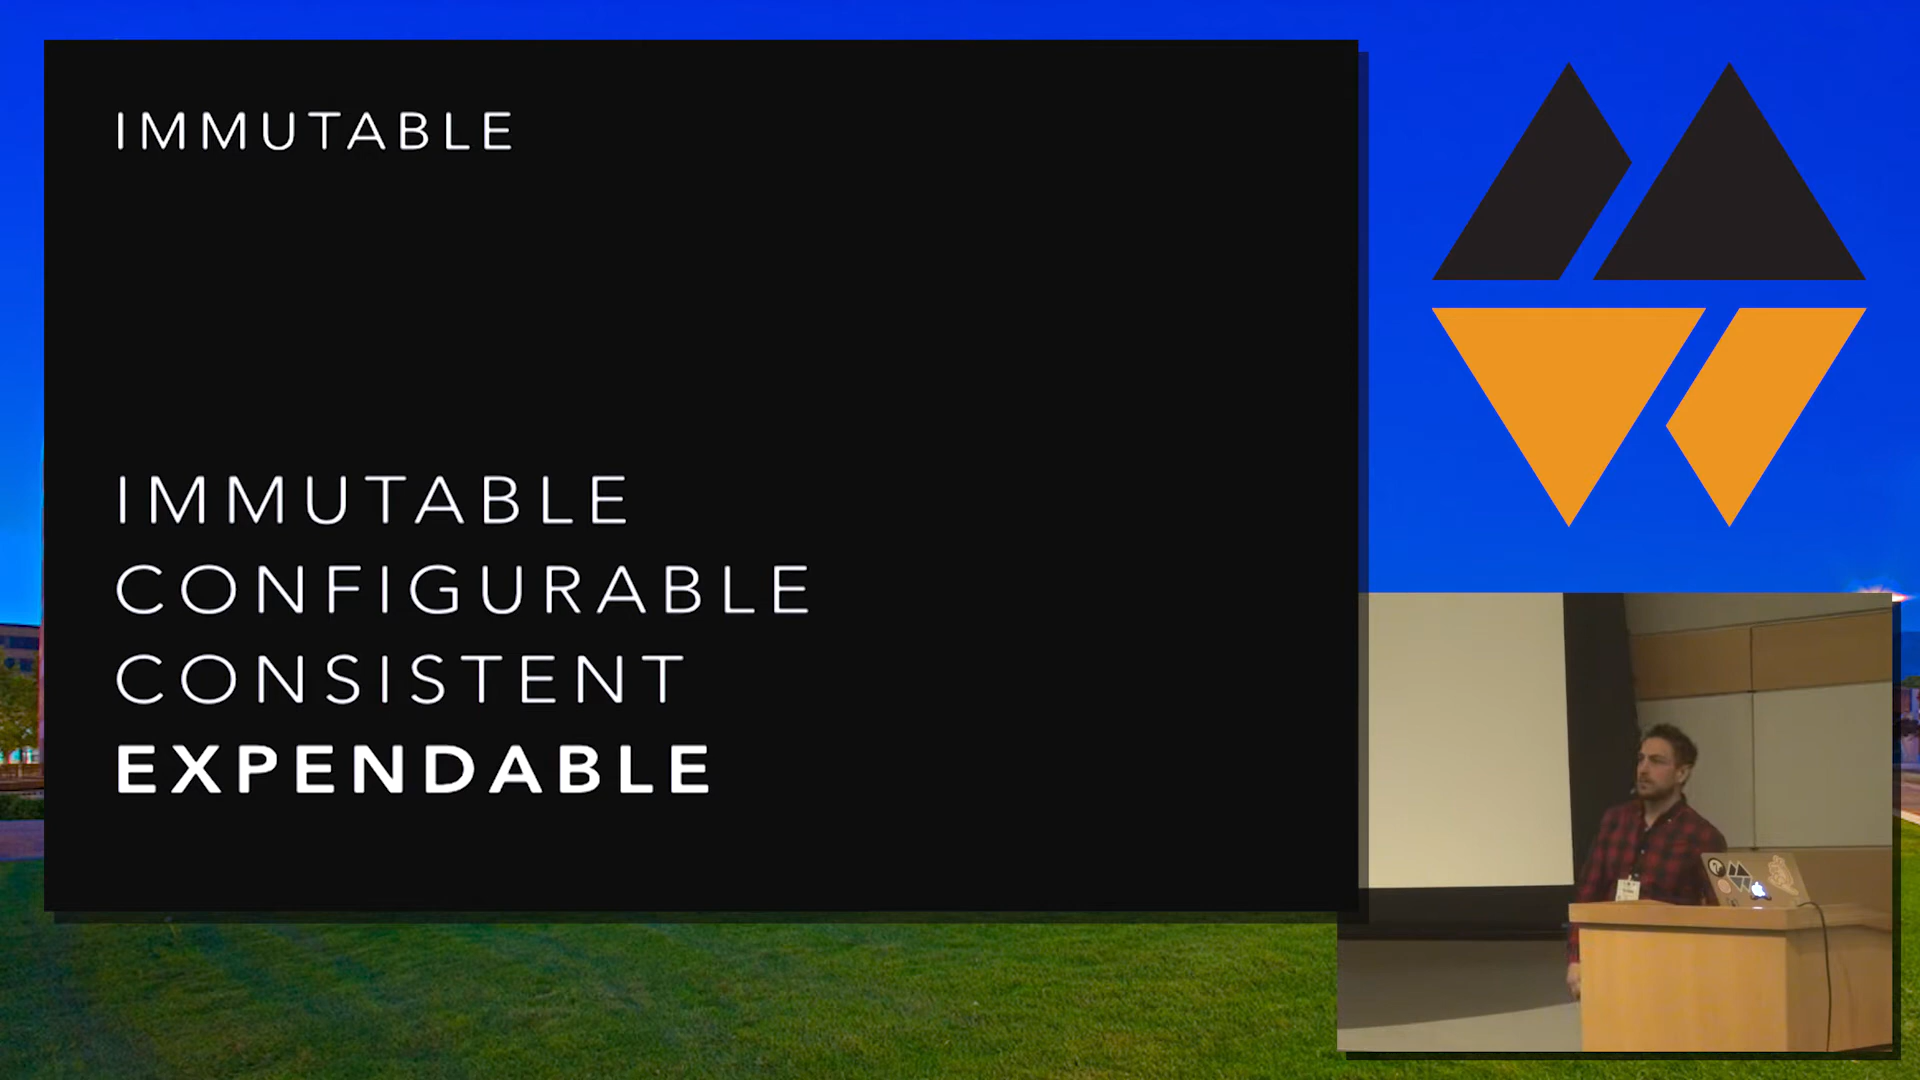 IMMUTABLE
IMMUTABLE
CONFIGURABLE
CONSISTENT
EXPENDABLE